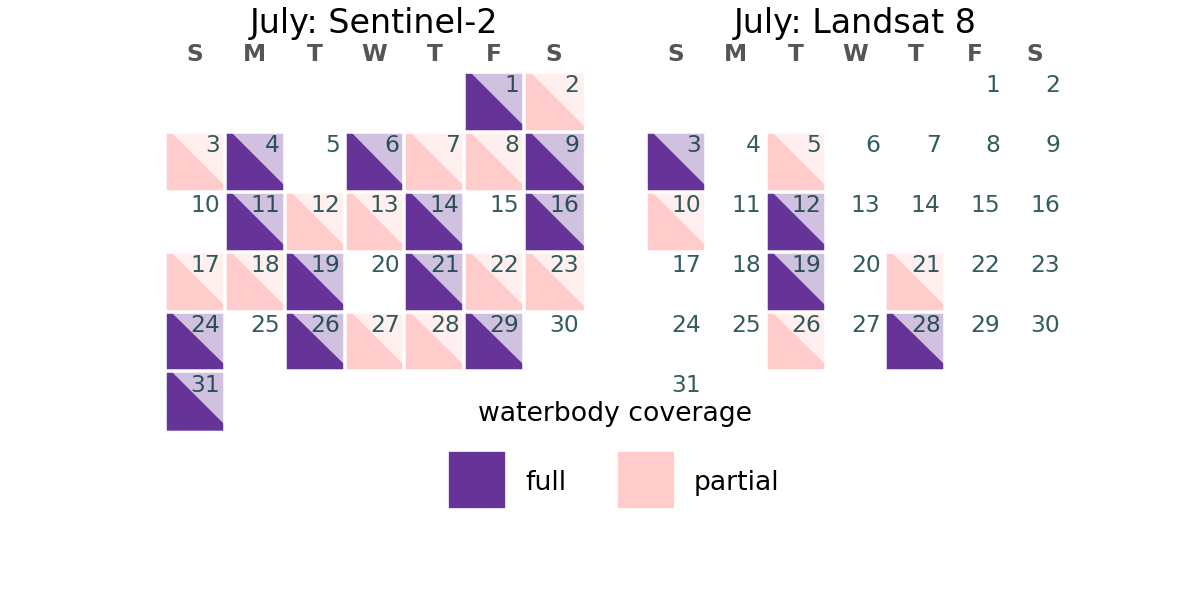 July: Sentinel-2
S M T W T F S
1 2
3 4 5 6 7 8 9
10 11 12 13 14 15 16
17 18 19 20 21 22 23
24 25 26 27 28 29 30
31
July: Landsat 8
S M T W T F S
1 2
3 4 5 6 7 8 9
10 11 12 13 14 15 16
17 18 19 20 21 22 23
24 25 26 27 28 29 30
31
waterbody coverage
full partial